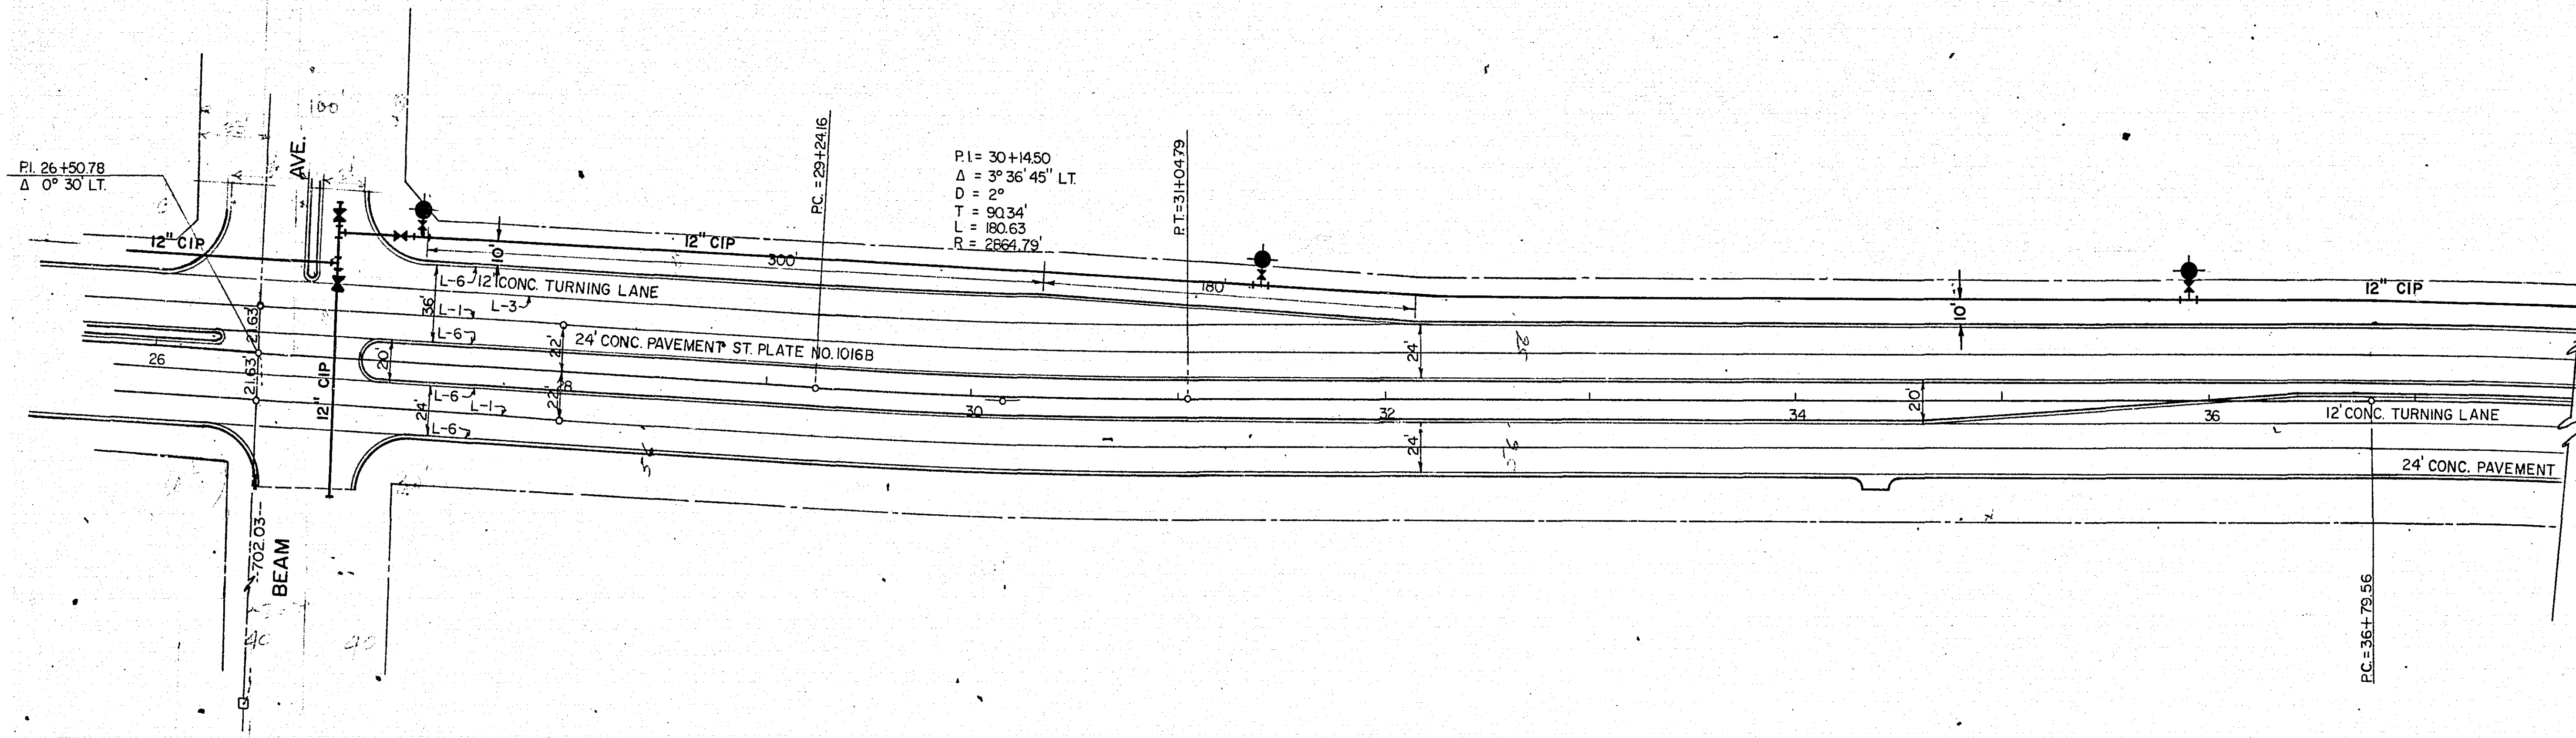 100'
AVE.
P.I. 26+50.78
Δ 0° 30' LT.
P.C. = 29+24.16
P.I. = 30+14.50
Δ = 3° 36' 45" LT.
D = 2°
T = 90.34'
L = 180.63
R = 2864.79'
P.T. = 31+04.79
12" CIP
12" CIP
10'
300'
180'
12" CIP
10'
L-6
12' CONC. TURNING LANE
L-3
L-1
36'
L-6
21.63'
21.63'
26
12" CIP
20'
22'
22'
24' CONC. PAVEMENT ST. PLATE NO. 1016B
28
L-6
L-1
24'
L-6
30
32
24'
24'
34
20'
36
12' CONC. TURNING LANE
24' CONC. PAVEMENT
702.03
BEAM
40
40
P.C. = 36+79.56